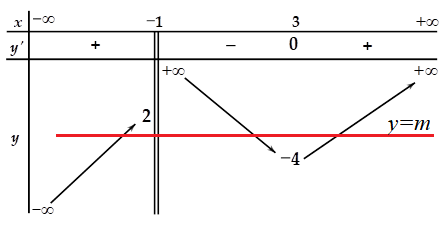 x −∞ −1 3 +∞
y′ + − 0 +
+∞ +∞
2
y=m
y
−4
−∞